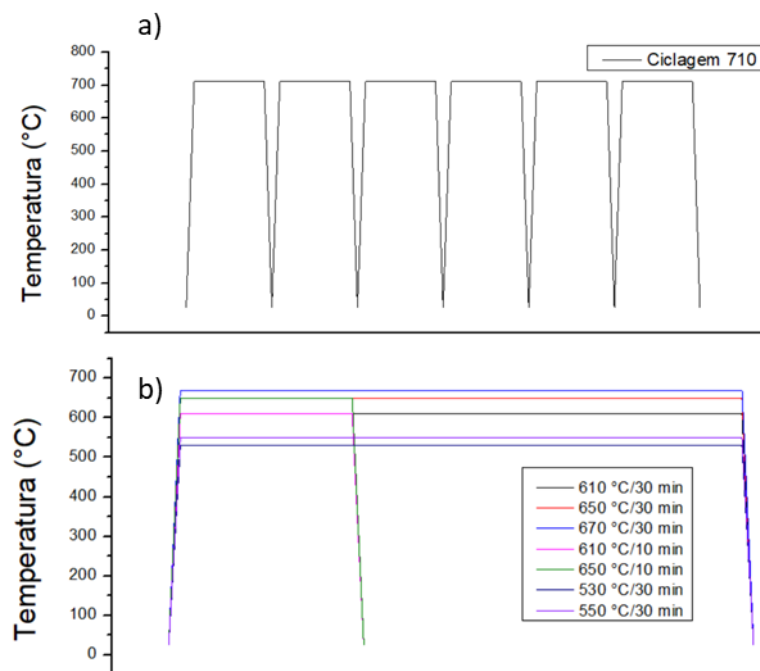 a)
Ciclagem 710
Temperatura (°C)
800
700
600
500
400
300
200
100
0
b)
Temperatura (°C)
700
600
500
400
300
200
100
0
610 °C/30 min
650 °C/30 min
670 °C/30 min
610 °C/10 min
650 °C/10 min
530 °C/30 min
550 °C/30 min